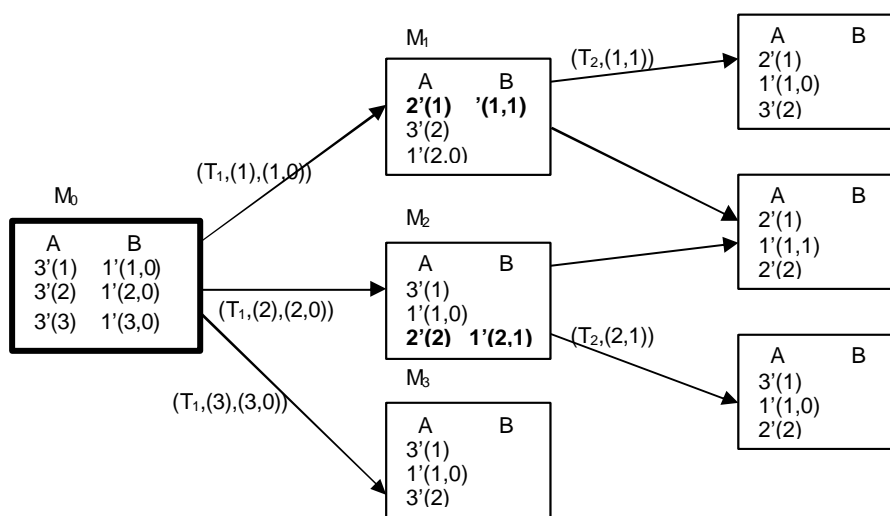 M₁
A B
2'(1) '(1,1)
3'(2)
1'(2,0)
(T₂,(1,1))
A B
2'(1)
1'(1,0)
3'(2)
(T₁,(1),(1,0))
M₀
A B
3'(1) 1'(1,0)
3'(2) 1'(2,0)
3'(3) 1'(3,0)
M₂
A B
3'(1)
1'(1,0)
2'(2) 1'(2,1)
(T₁,(2),(2,0))
A B
2'(1)
1'(1,1)
2'(2)
(T₂,(2,1))
(T₁,(3),(3,0))
M₃
A B
3'(1)
1'(1,0)
3'(2)
A B
3'(1)
1'(1,0)
2'(2)